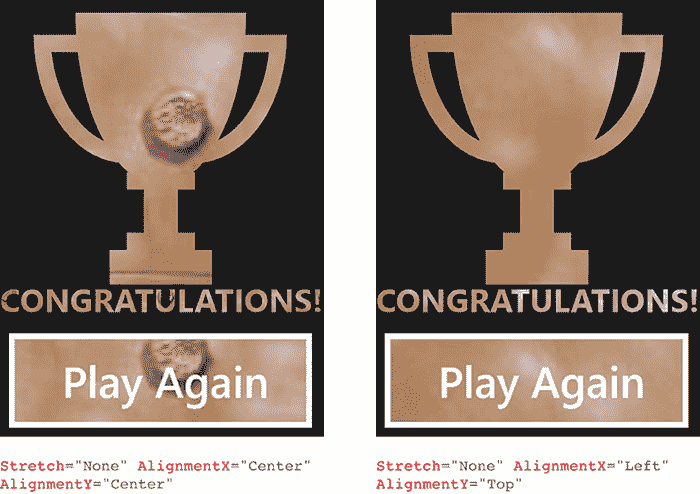 CONGRATULATIONS!
Play Again
Stretch="None" AlignmentX="Center"
AlignmentY="Center"
CONGRATULATIONS!
Play Again
Stretch="None" AlignmentX="Left"
AlignmentY="Top"